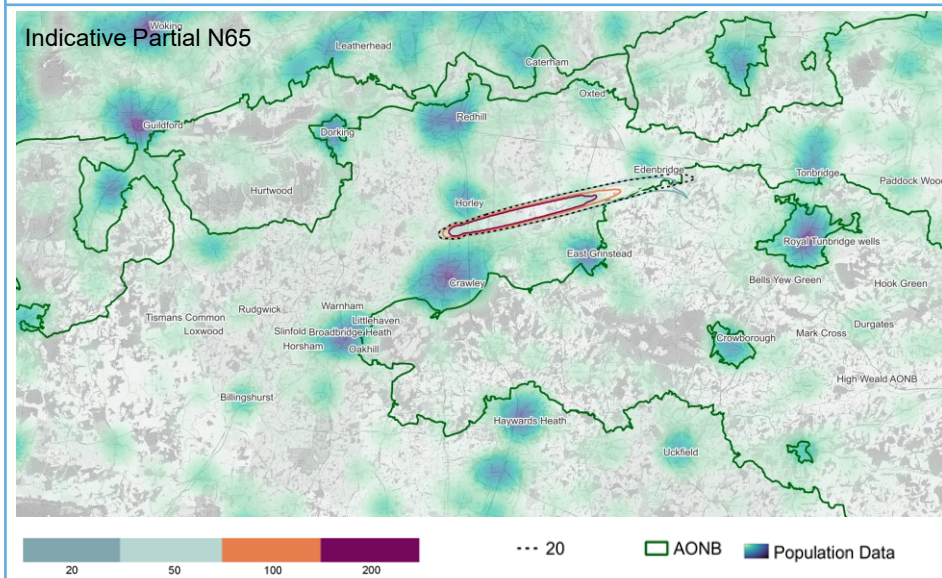 Indicative Partial N65
Woking
Leatherhead
Caterham
Oxted
Guildford
Redhill
Dorking
Edenbridge
Tonbridge
Paddock Wood
Hurtwood
Horley
Royal Tunbridge wells
East Grinstead
Crawley
Bells Yew Green
Hook Green
Warnham
Rudgwick
Tismans Common
Littlehaven
Loxwood
Slinfold Broadbridge Heath
Durgates
Mark Cross
Crowborough
Horsham
Oakhill
High Weald AONB
Billingshurst
Haywards Heath
Uckfield
20 50 100 200
20
AONB
Population Data